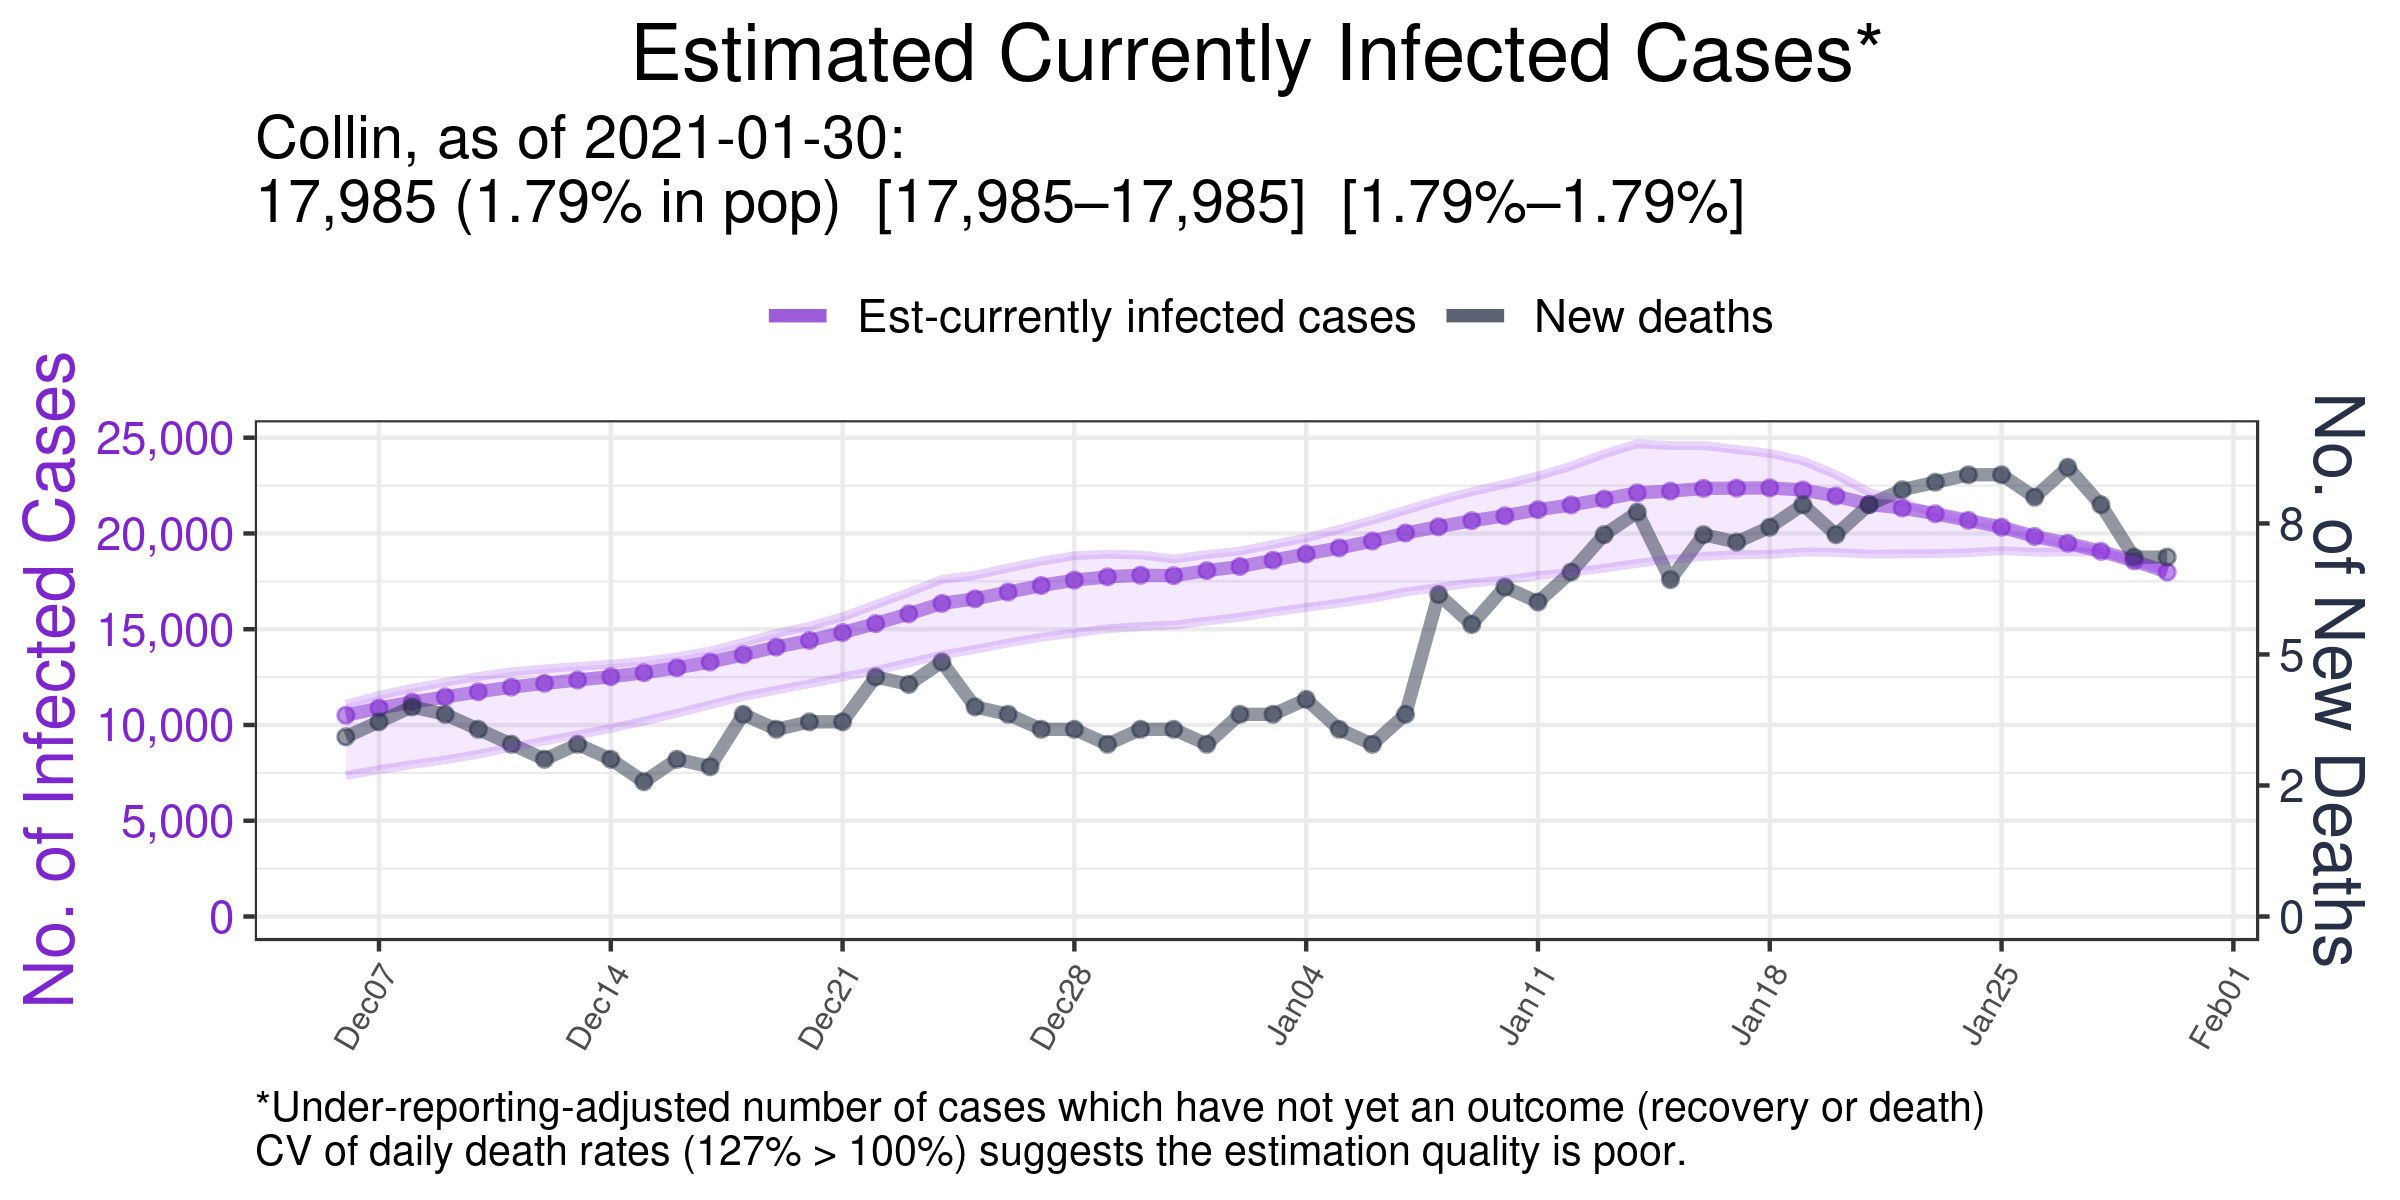 Estimated Currently Infected Cases*
Collin, as of 2021-01-30:
17,985 (1.79% in pop)  [17,985–17,985]  [1.79%–1.79%]
Est-currently infected cases
New deaths
No. of Infected Cases
25,000
20,000
15,000
10,000
5,000
0
8
5
2
0
No. of New Deaths
Dec07
Dec14
Dec21
Dec28
Jan04
Jan11
Jan18
Jan25
Feb01
*Under-reporting-adjusted number of cases which have not yet an outcome (recovery or death)
CV of daily death rates (127% > 100%) suggests the estimation quality is poor.